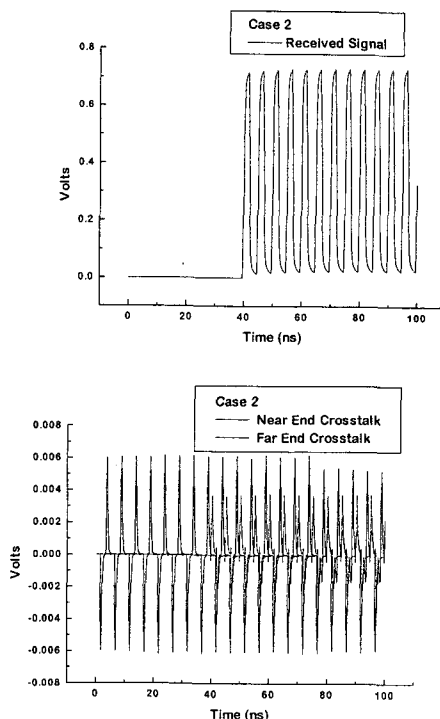 Case 2
Received Signal
0.8
0.6
0.4
0.2
0.0
Volts
0
20
40
60
80
100
Time (ns)
Case 2
Near End Crosstalk
Far End Crosstalk
0.008
0.006
0.004
0.002
0.000
-0.002
-0.004
-0.006
-0.008
Volts
0
20
40
60
80
100
Time (ns)